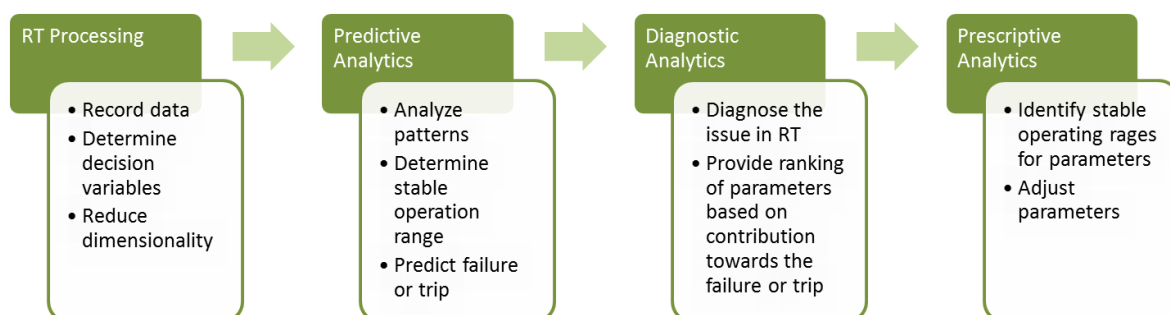 RT Processing
• Record data
• Determine
decision
variables
• Reduce
dimensionality
Predictive
Analytics
• Analyze
patterns
• Determine
stable
operation
range
• Predict failure
or trip
Diagnostic
Analytics
• Diagnose the
issue in RT
• Provide ranking
of parameters
based on
contribution
towards the
failure or trip
Prescriptive
Analytics
• Identify stable
operating rages
for parameters
• Adjust
parameters